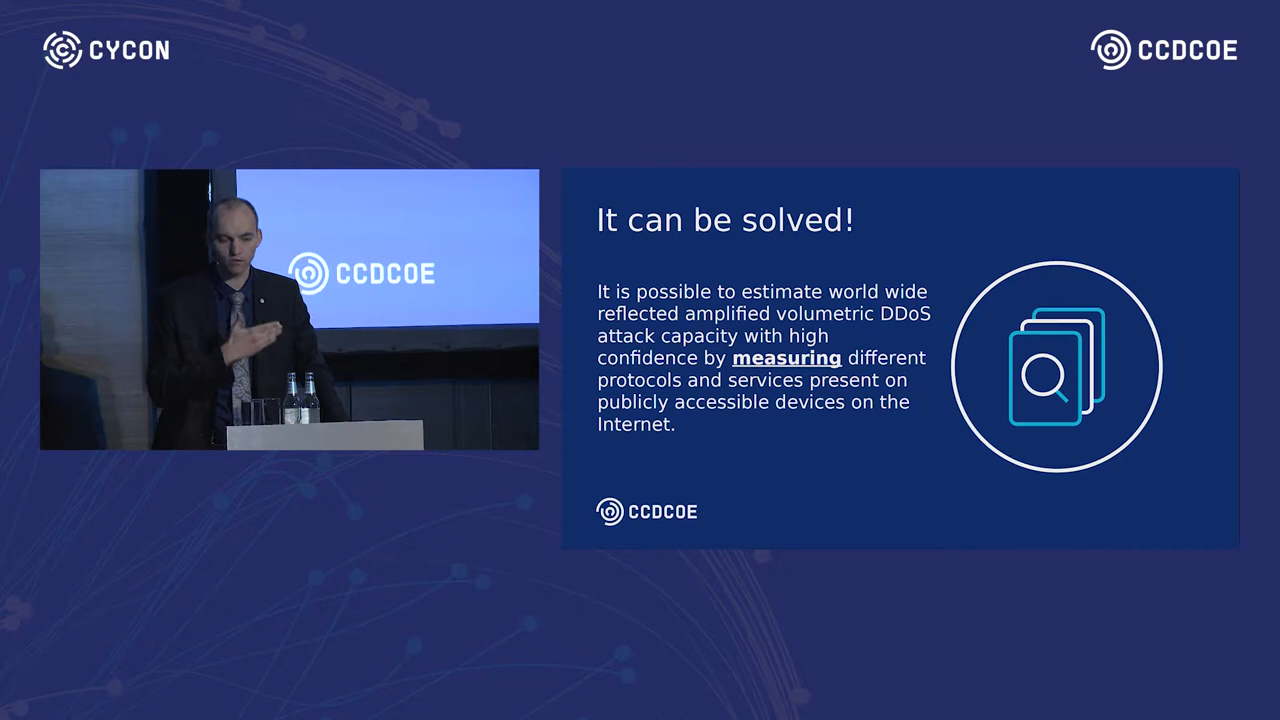 CYCON
CCDCOE
CCDCOE
It can be solved!
It is possible to estimate world wide
reflected amplified volumetric DDoS
attack capacity with high
confidence by measuring different
protocols and services present on
publicly accessible devices on the
Internet.
CCDCOE